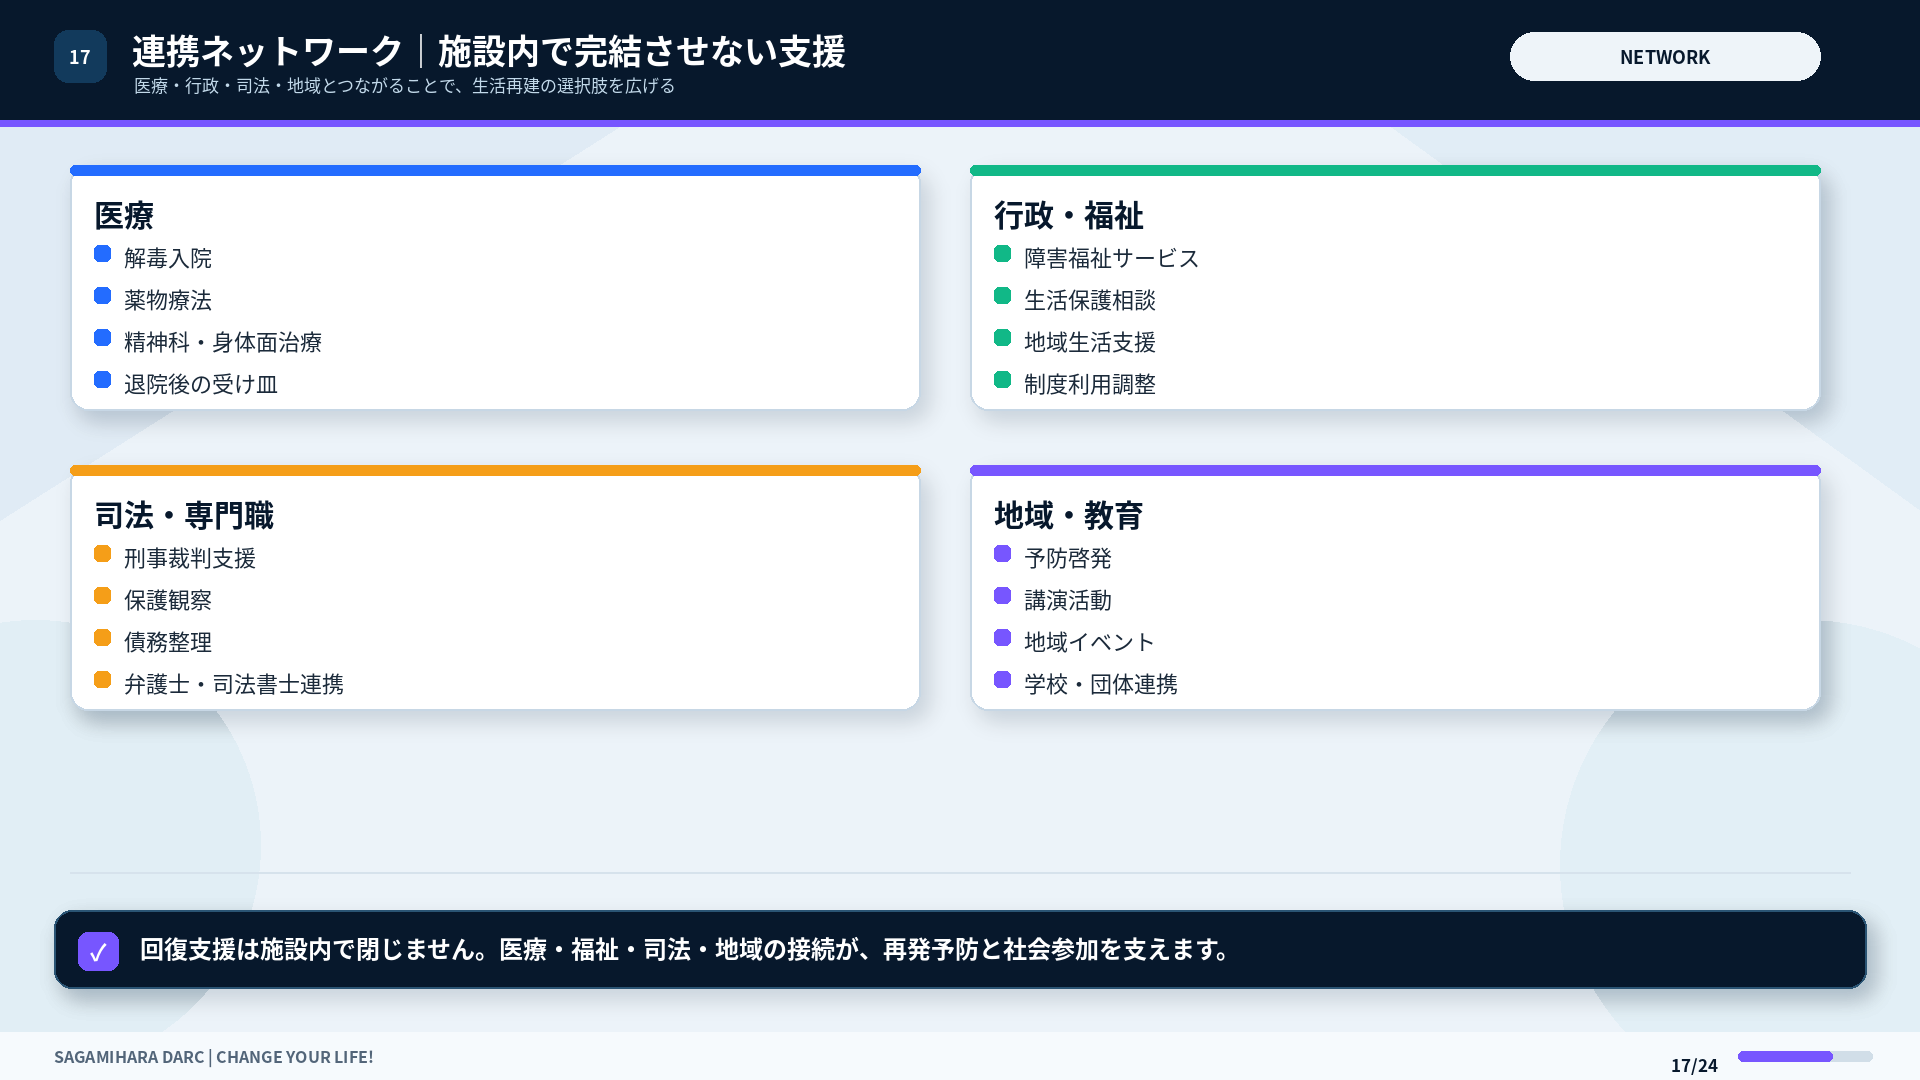 17
連携ネットワーク｜施設内で完結させない支援
医療・行政・司法・地域とつながることで、生活再建の選択肢を広げる
NETWORK
医療
解毒入院
薬物療法
精神科・身体面治療
退院後の受け皿
行政・福祉
障害福祉サービス
生活保護相談
地域生活支援
制度利用調整
司法・専門職
刑事裁判支援
保護観察
債務整理
弁護士・司法書士連携
地域・教育
予防啓発
講演活動
地域イベント
学校・団体連携
✓ 回復支援は施設内で閉じません。医療・福祉・司法・地域の接続が、再発予防と社会参加を支えます。
SAGAMIHARA DARC | CHANGE YOUR LIFE!
17/24